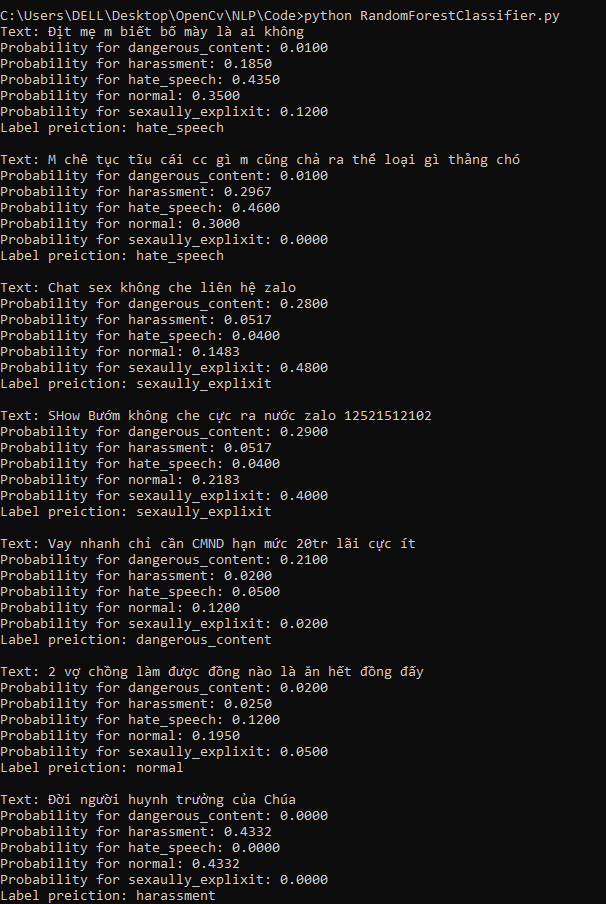 C:\Users\DELL\Desktop\OpenCv\NLP\Code>python RandomForestClassifier.py
Text: Địt mẹ m biết bố mày là ai không
Probability for dangerous_content: 0.0100
Probability for harassment: 0.1850
Probability for hate_speech: 0.4350
Probability for normal: 0.3500
Probability for sexaully_explixit: 0.1200
Label preiction: hate_speech
Text: M chê tục tĩu cái cc gì m cũng chả ra thể loại gì thằng chó
Probability for dangerous_content: 0.0100
Probability for harassment: 0.2967
Probability for hate_speech: 0.4600
Probability for normal: 0.3000
Probability for sexaully_explixit: 0.0000
Label preiction: hate_speech
Text: Chat sex không che liên hệ zalo
Probability for dangerous_content: 0.2800
Probability for harassment: 0.0517
Probability for hate_speech: 0.0400
Probability for normal: 0.1483
Probability for sexaully_explixit: 0.4800
Label preiction: sexaully_explixit
Text: SHow Bướm không che cực ra nước zalo 12521512102
Probability for dangerous_content: 0.2900
Probability for harassment: 0.0517
Probability for hate_speech: 0.0400
Probability for normal: 0.2183
Probability for sexaully_explixit: 0.4000
Label preiction: sexaully_explixit
Text: Vay nhanh chỉ cần CMND hạn mức 20tr lãi cực ít
Probability for dangerous_content: 0.2100
Probability for harassment: 0.0200
Probability for hate_speech: 0.0500
Probability for normal: 0.1200
Probability for sexaully_explixit: 0.0200
Label preiction: dangerous_content
Text: 2 vợ chồng làm được đồng nào là ăn hết đồng đấy
Probability for dangerous_content: 0.0200
Probability for harassment: 0.0250
Probability for hate_speech: 0.1200
Probability for normal: 0.1950
Probability for sexaully_explixit: 0.0500
Label preiction: normal
Text: Đời người huynh trưởng của Chúa
Probability for dangerous_content: 0.0000
Probability for harassment: 0.4332
Probability for hate_speech: 0.0000
Probability for normal: 0.4332
Probability for sexaully_explixit: 0.0000
Label preiction: harassment